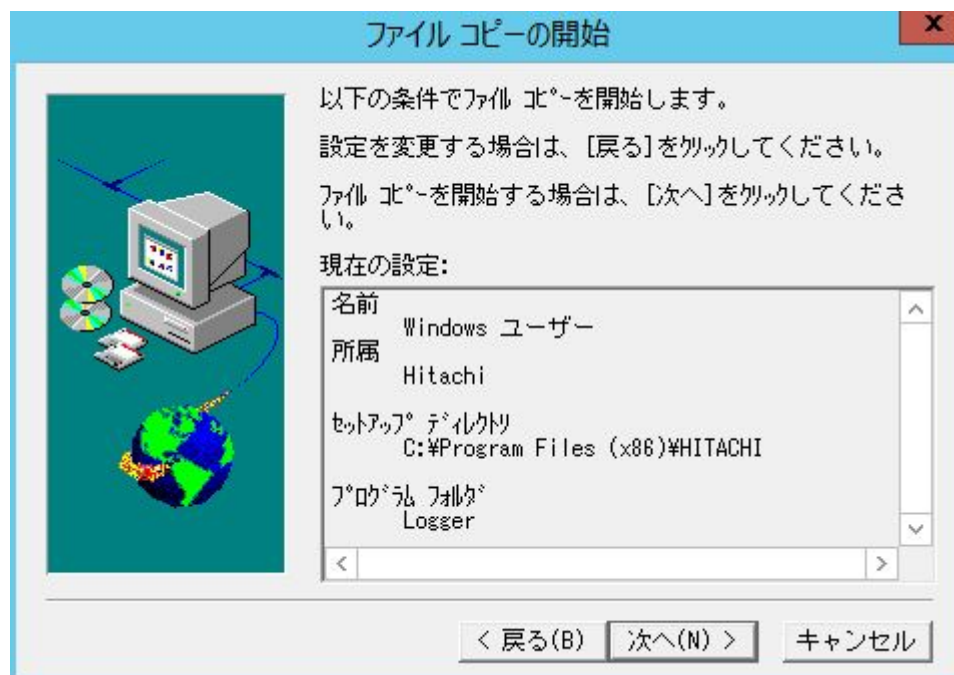 ファイル コピーの開始
x
以下の条件でﾌｧｲﾙ ｺﾋﾟｰを開始します。
設定を変更する場合は、[戻る]をｸﾘｯｸしてください。
ﾌｧｲﾙ ｺﾋﾟｰを開始する場合は、[次へ]をｸﾘｯｸしてくださ
い。
現在の設定:
名前
Windows ユーザー
所属
Hitachi
ｾｯﾄｱｯﾌﾟ ﾃﾞｨﾚｸﾄﾘ
C:¥Program Files (x86)¥HITACHI
ﾌﾟﾛｸﾞﾗﾑ ﾌｫﾙﾀﾞ
Logger
< 戻る(B)
次へ(N) >
キャンセル